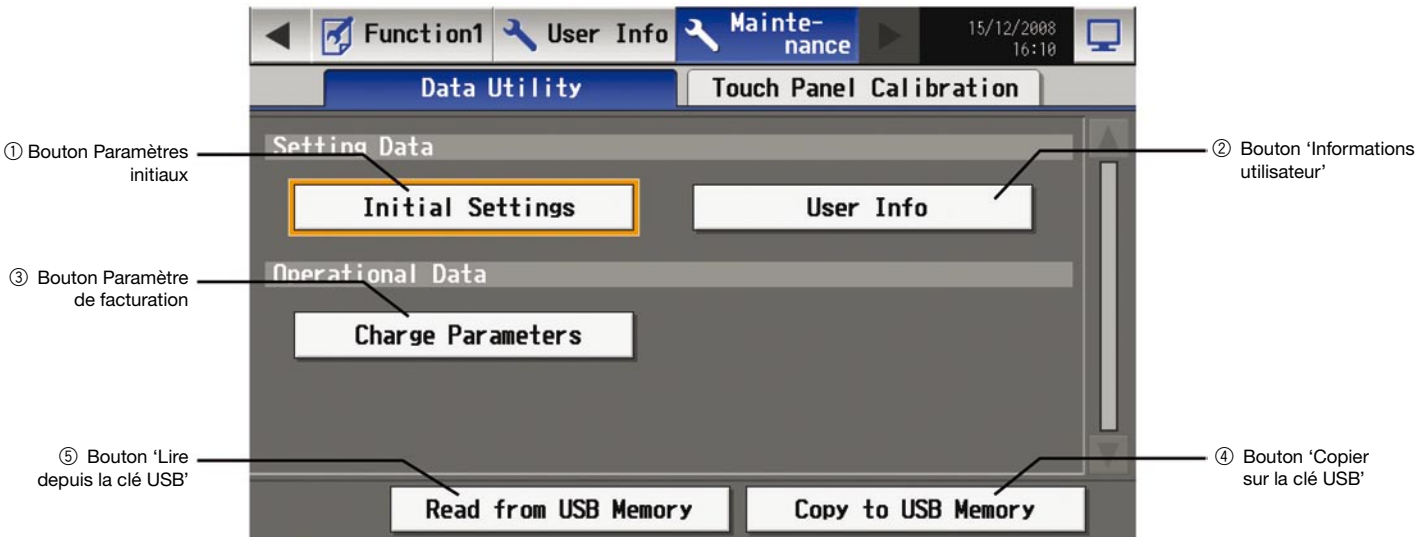 Function1
User Info
Mainte-
nance
15/12/2008
16:10
Data Utility
Touch Panel Calibration
Setting Data
① Bouton Paramètres
initiaux
② Bouton ‘Informations
utilisateur’
Initial Settings
User Info
Operational Data
③ Bouton Paramètre
de facturation
Charge Parameters
⑤ Bouton ‘Lire
depuis la clé USB’
④ Bouton ‘Copier
sur la clé USB’
Read from USB Memory
Copy to USB Memory